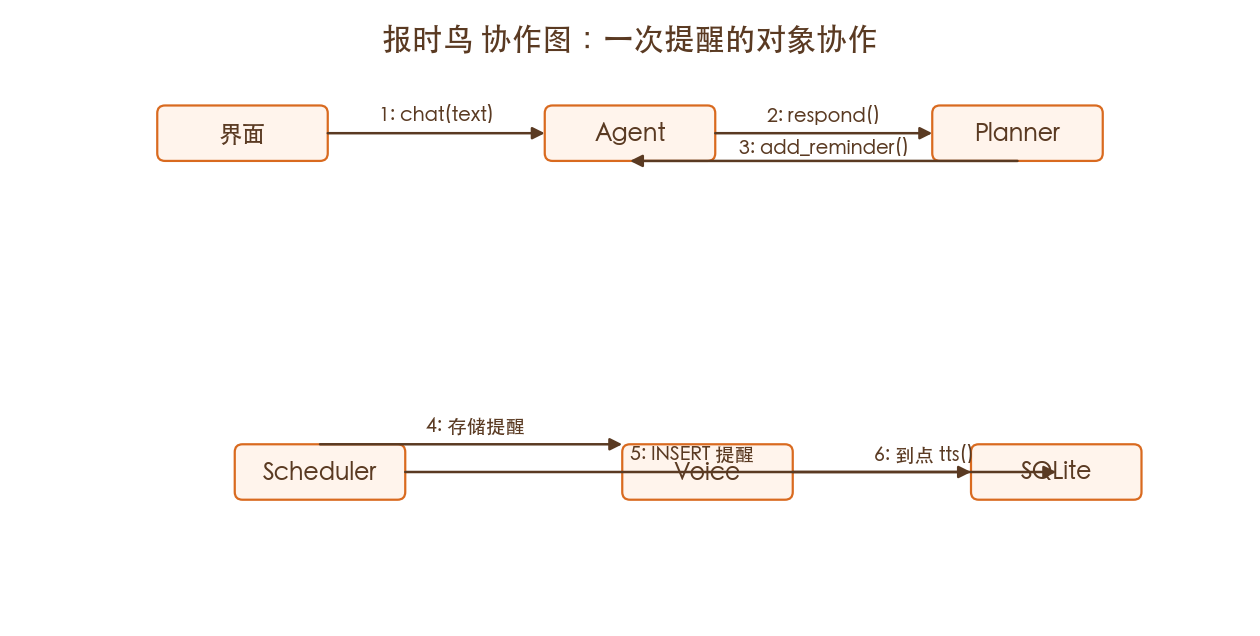 报时鸟 协作图：一次提醒的对象协作
界面
1: chat(text)
Agent
2: respond()
Planner
3: add_reminder()
4: 存储提醒
Scheduler
5: INSERT 提醒
Voice
6: 到点 tts()
SQLite